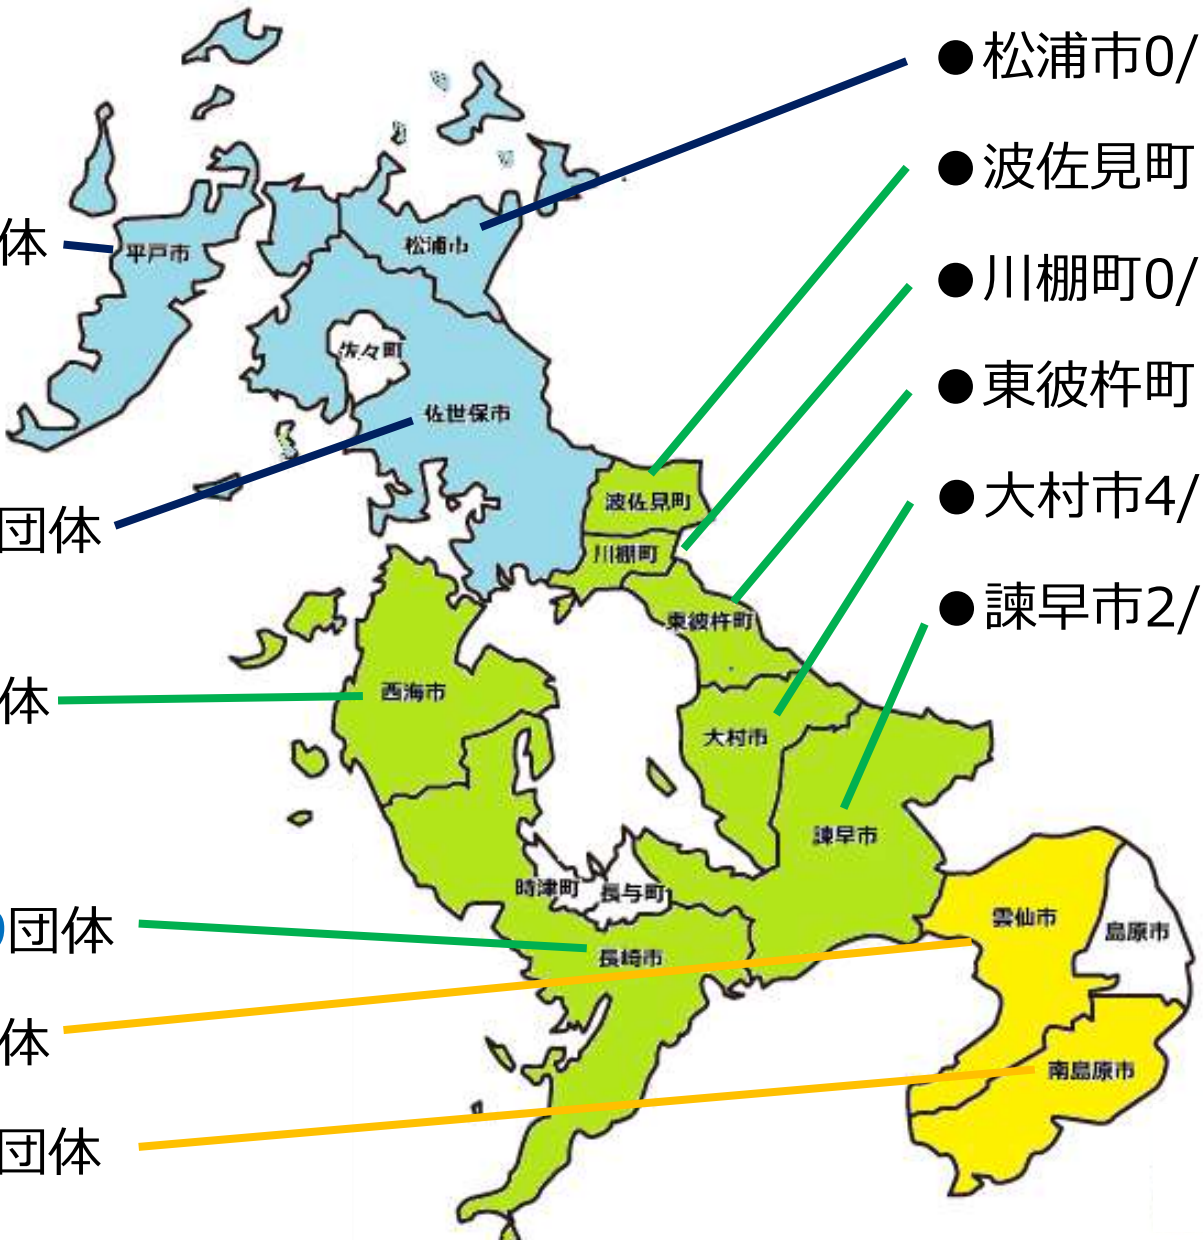 ●松浦市0/
●波佐見町
体
平戸市
松浦市
●川棚町0/
佐々町
●東彼杵町
佐世保市
●大村市4/
波佐見町
団体
川棚町
●諫早市2/
東彼杵町
体
西海市
大村市
諫早市
時津町
長与町
団体
雲仙市
島原市
長崎市
体
南島原市
団体